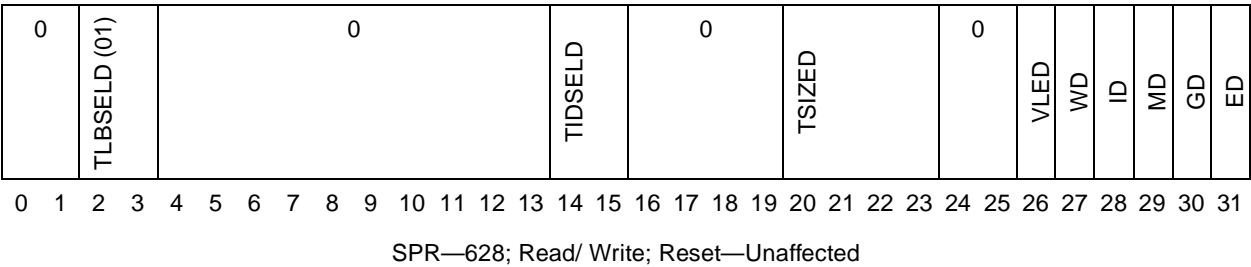 0 TLBSELD (01) 0 TIDSELD 0 TSIZED 0 VLED WD ID MD GD ED
0 1 2 3 4 5 6 7 8 9 10 11 12 13 14 15 16 17 18 19 20 21 22 23 24 25 26 27 28 29 30 31
SPR—628; Read/ Write; Reset—Unaffected